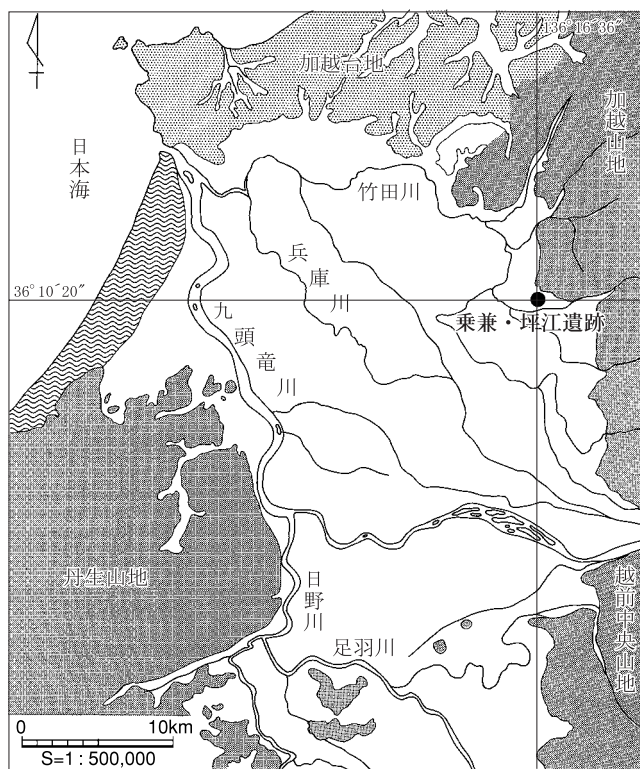 136°16´36"
加越台地
加越山地
日本海
竹田川
兵庫川
36°10´20"
九頭竜川
乗兼・坪江遺跡
丹生山地
日野川
越前中央山地
足羽川
0 10km
S=1 : 500,000